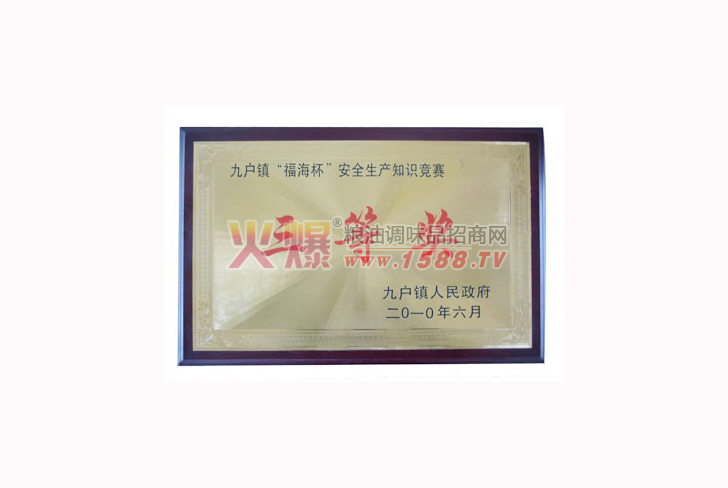 九户镇“福海杯”安全生产知识竞赛
三等奖
火爆®粮油调味品招商网
www.1588.TV
九户镇人民政府
二0一0年六月